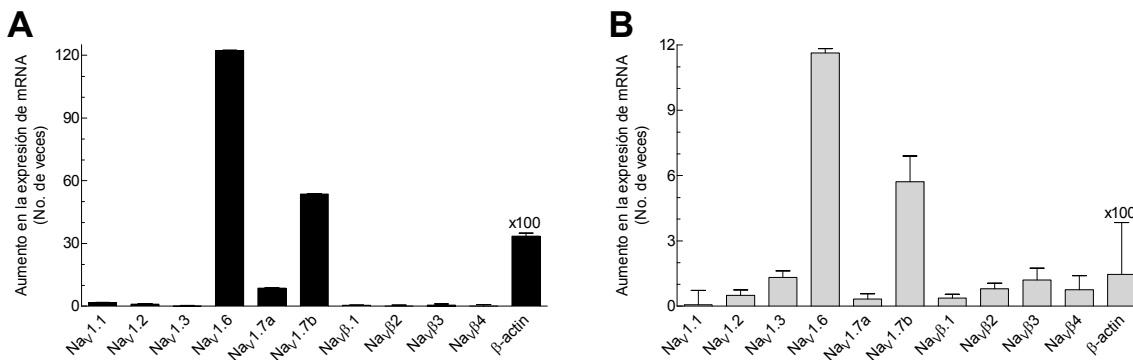 A
Aumento en la expresión de mRNA
(No. de veces)
120
90
60
30
0
x100
NaV1.1
NaV1.2
NaV1.3
NaV1.6
NaV1.7a
NaV1.7b
NaVβ.1
NaVβ2
NaVβ3
NaVβ4
β-actin
B
Aumento en la expresión de mRNA
(No. de veces)
12
9
6
3
0
x100
NaV1.1
NaV1.2
NaV1.3
NaV1.6
NaV1.7a
NaV1.7b
NaVβ.1
NaVβ2
NaVβ3
NaVβ4
β-actin